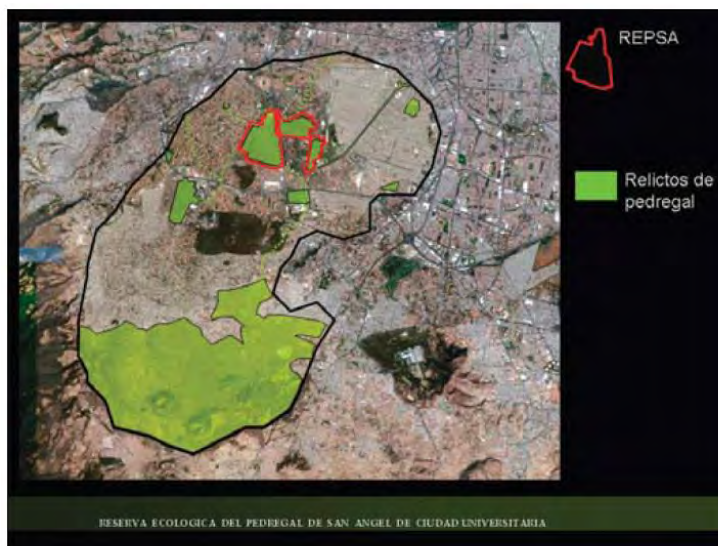 REPSA
Relictos de
pedregal
RESERVA ECOLOGICA DEL PEDREGAL DE SAN ANGEL DE CIUDAD UNIVERSITARIA